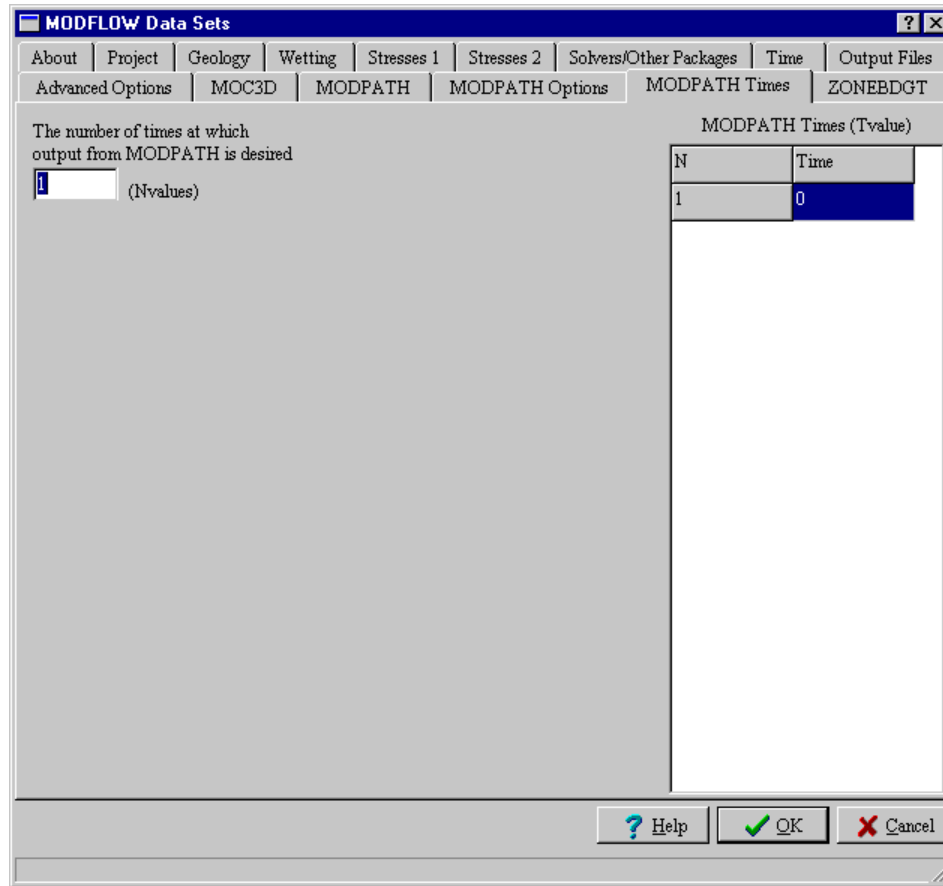 MODFLOW Data Sets
About Project Geology Wetting Stresses 1 Stresses 2 Solvers/Other Packages Time Output Files
Advanced Options MOC3D MODPATH MODPATH Options MODPATH Times ZONEBDGT
The number of times at which
output from MODPATH is desired
1 (Nvalues)
MODPATH Times (Tvalue)
N Time
1 0
? Help OK Cancel